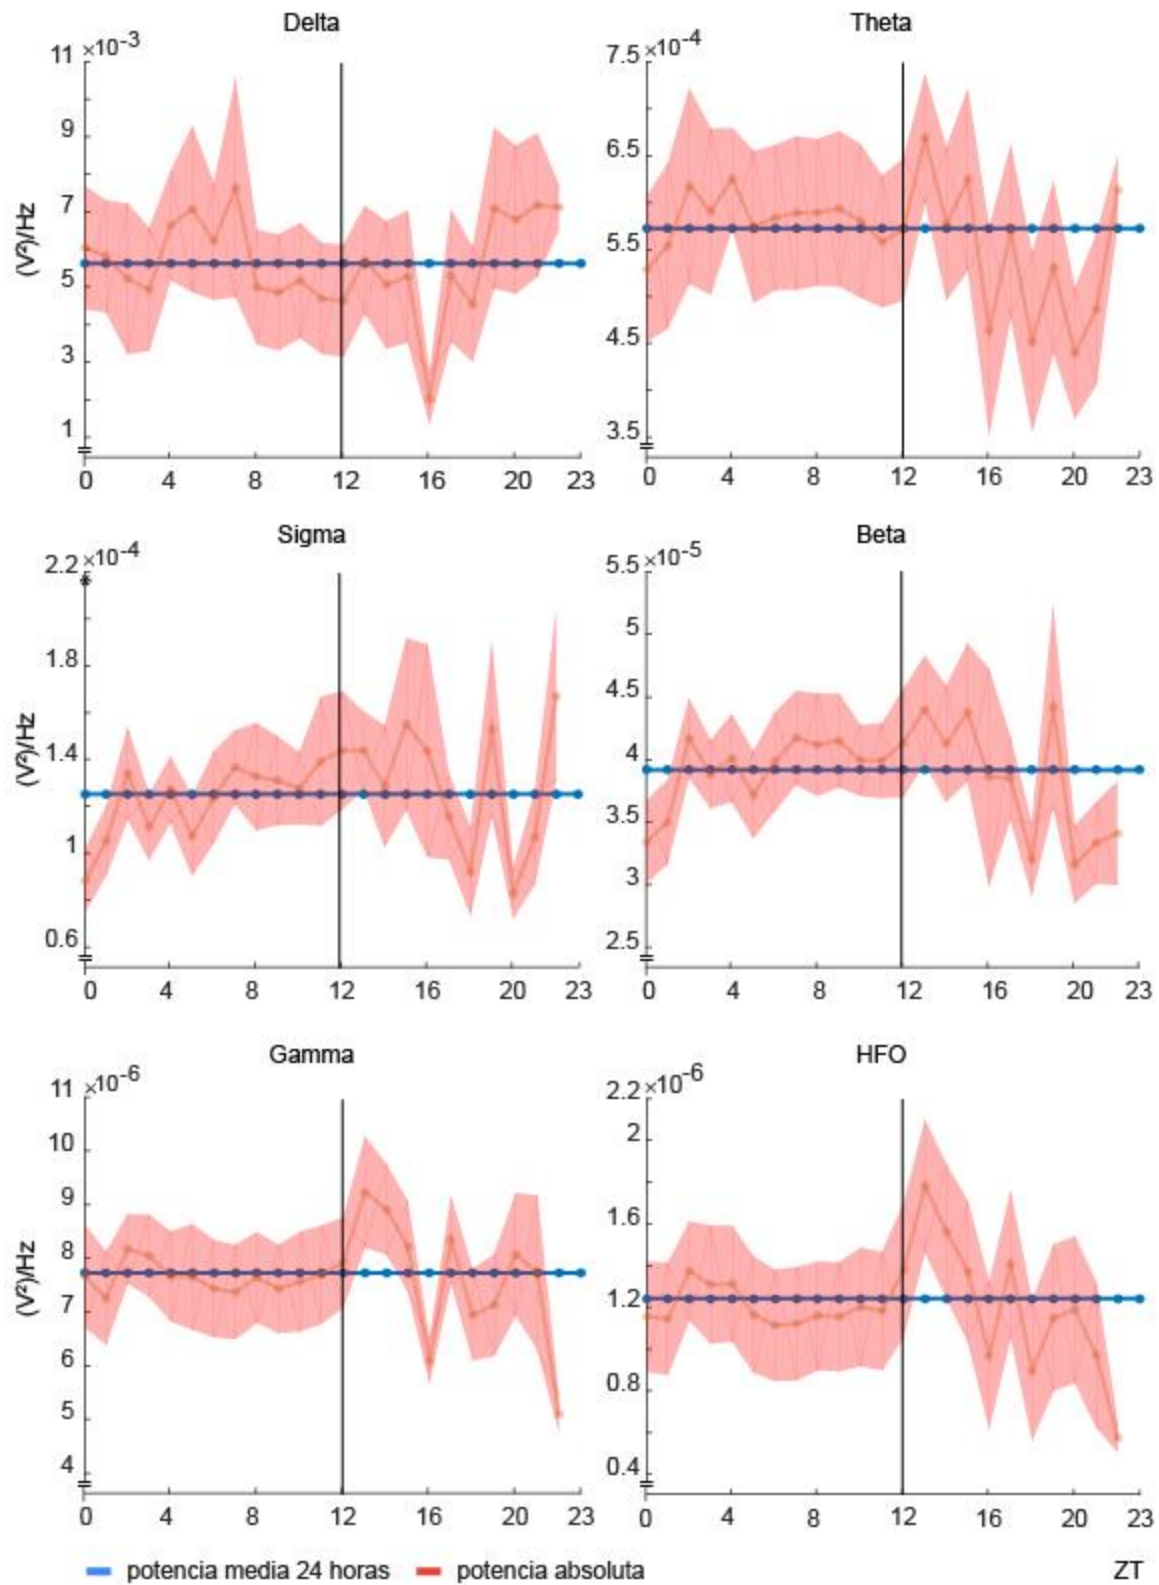 Delta Theta
11 ×10-3 7.5 ×10-4
9 6.5
7 5.5
5 4.5
3 3.5
1
(V²)/Hz
0 4 8 12 16 20 23 0 4 8 12 16 20 23
Sigma Beta
2.2 ×10-4 5.5 ×10-5
* 5
1.8 4.5
1.4 4
1 3.5
0.6 3
2.5
(V²)/Hz
0 4 8 12 16 20 23 0 4 8 12 16 20 23
Gamma HFO
11 ×10-6 2.2 ×10-6
10 2
9 1.6
8 1.2
7 0.8
6 0.4
5
4
(V²)/Hz
0 4 8 12 16 20 23 0 4 8 12 16 20 23
potencia media 24 horas potencia absoluta ZT